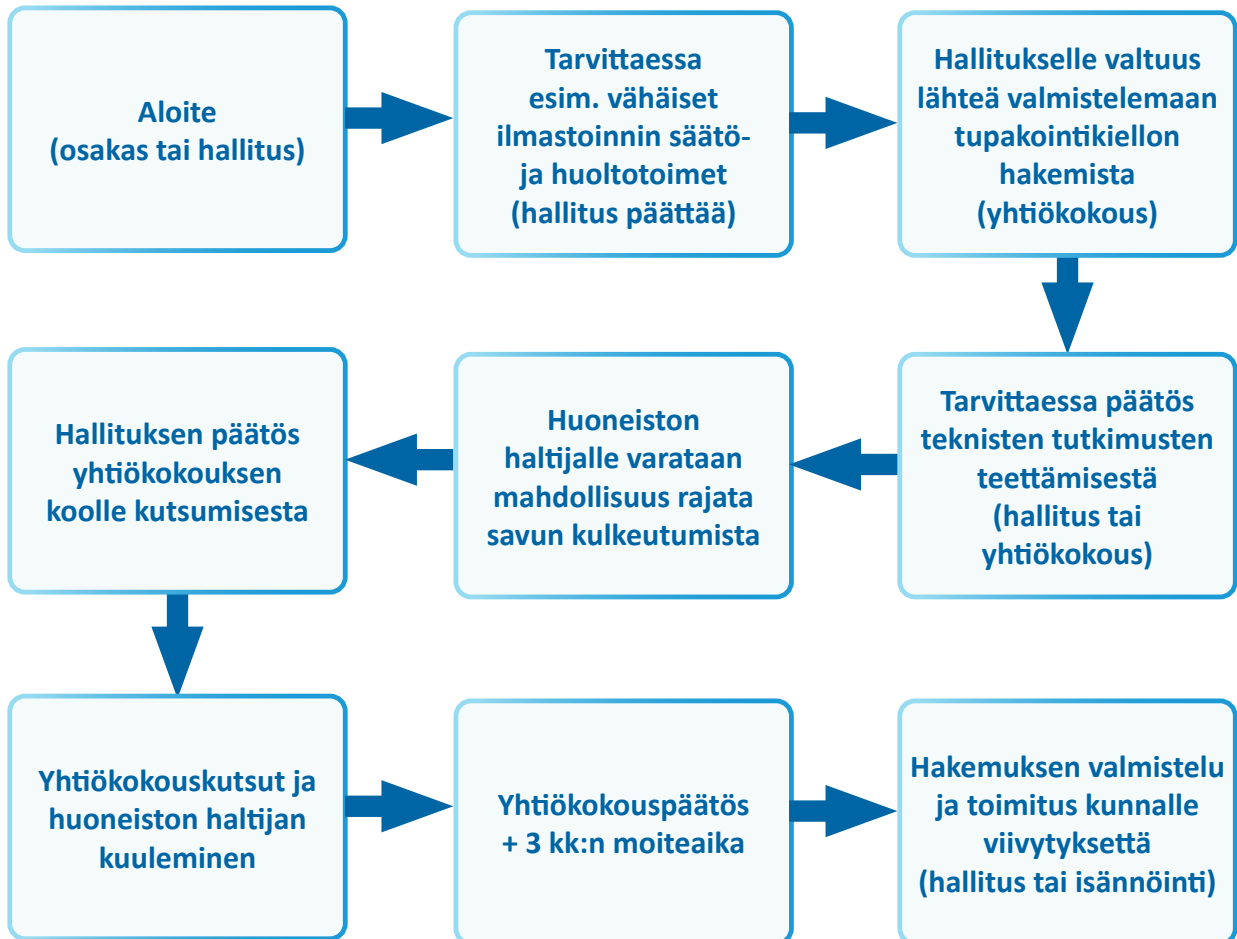 Aloite
(osakas tai hallitus)
Tarvittaessa
esim. vähäiset
ilmastoinnin säätö-
ja huoltotoimet
(hallitus päättää)
Hallitukselle valtuus
lähteä valmistelemaan
tupakointikiellon
hakemista
(yhtiökokous)
Tarvittaessa päätös
teknisten tutkimusten
teettämisestä
(hallitus tai
yhtiökokous)
Huoneiston
haltijalle varataan
mahdollisuus rajata
savun kulkeutumista
Hallituksen päätös
yhtiökokouksen
koolle kutsumisesta
Yhtiökokouskutsut ja
huoneiston haltijan
kuuleminen
Yhtiökokouspäätös
+ 3 kk:n moiteaika
Hakemuksen valmistelu
ja toimitus kunnalle
viivytyksettä
(hallitus tai isännöinti)